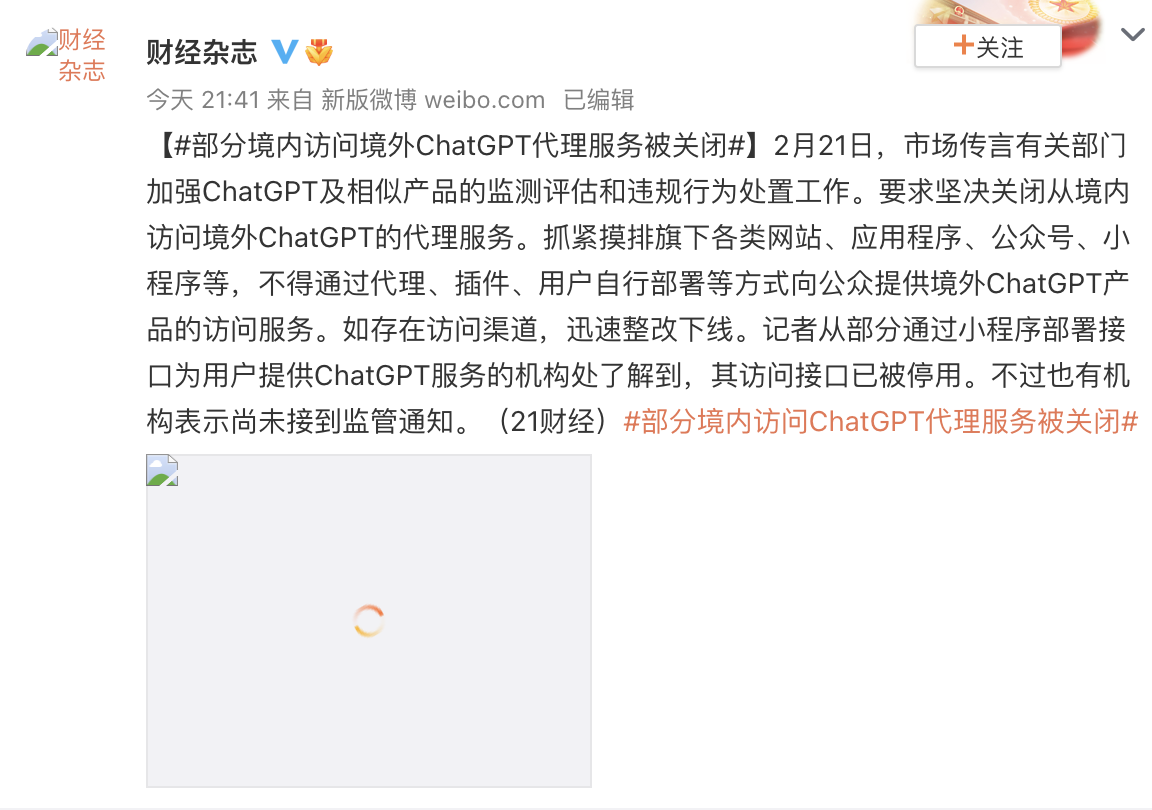 财经
杂志
财经杂志
+关注
今天 21:41 来自 新版微博 weibo.com 已编辑
【#部分境内访问境外ChatGPT代理服务被关闭#】2月21日，市场传言有关部门
加强ChatGPT及相似产品的监测评估和违规行为处置工作。要求坚决关闭从境内
访问境外ChatGPT的代理服务。抓紧摸排旗下各类网站、应用程序、公众号、小
程序等，不得通过代理、插件、用户自行部署等方式向公众提供境外ChatGPT产
品的访问服务。如存在访问渠道，迅速整改下线。记者从部分通过小程序部署接
口为用户提供ChatGPT服务的机构处了解到，其访问接口已被停用。不过也有机
构表示尚未接到监管通知。（21财经）#部分境内访问ChatGPT代理服务被关闭#